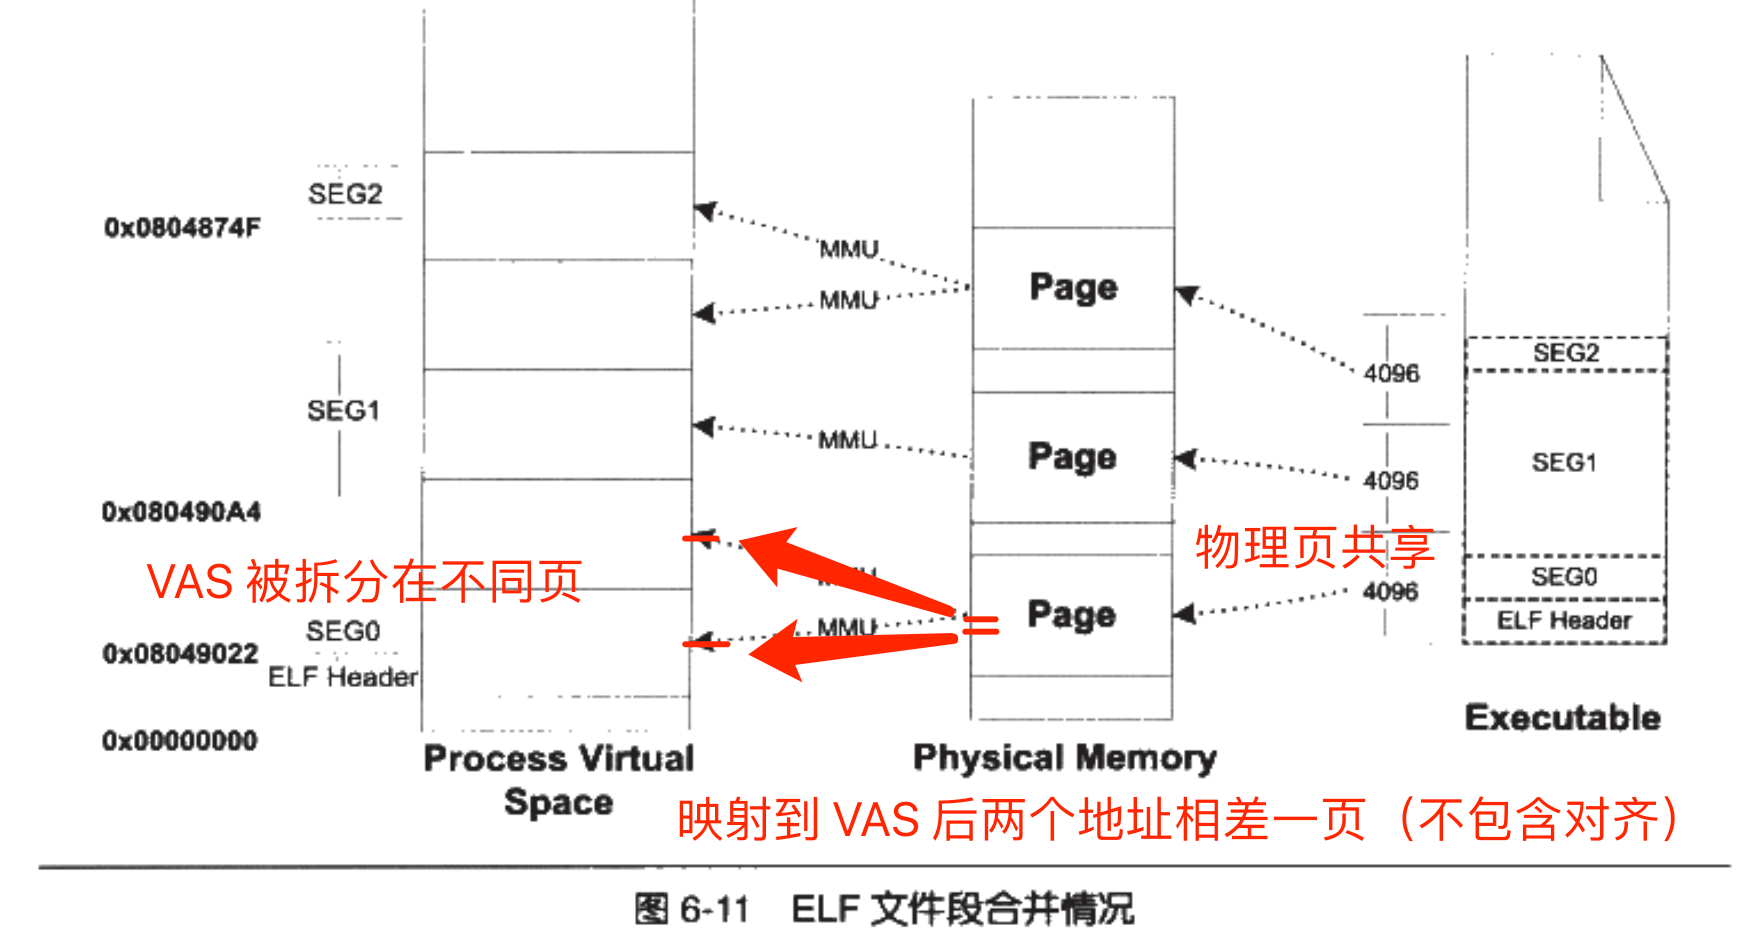 SEG2
0x0804874F
SEG1
0x080490A4
VAS 被拆分在不同页
SEG0
0x08049022
ELF Header
0x00000000
Process Virtual
Space
MMU
MMU
MMU
MMU
Page
Page
Page
Physical Memory
物理页共享
4096
4096
4096
SEG2
SEG1
SEG0
ELF Header
Executable
映射到 VAS 后两个地址相差一页（不包含对齐）
图 6-11 ELF 文件段合并情况